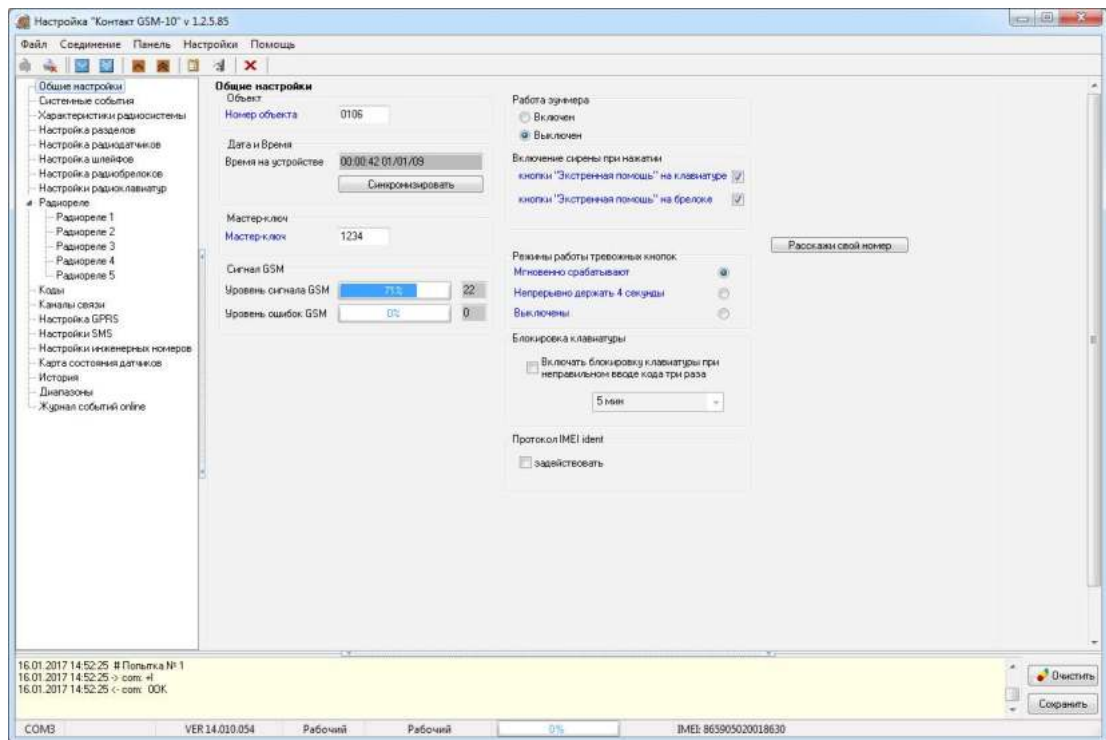 Настройка "Контакт GSM-10" v 1.2.5.85
Файл Соединение Панель Настройки Помощь
Общие настройки
Системные события
Характеристики радиосистемы
Настройка разделов
Настройка радиодатчиков
Настройка шлейфов
Настройка радиобрелоков
Настройки радиоклавиатур
Радиореле
Радиореле 1
Радиореле 2
Радиореле 3
Радиореле 4
Радиореле 5
Коды
Каналы связи
Настройка GPRS
Настройки SMS
Настройки инженерных номеров
Карта состояния датчиков
История
Диапазоны
Журнал событий online
Общие настройки
Объект
Номер объекта 0106
Дата и Время
Время на устройстве 00:00:42 01/01/09
Синхронизировать
Мастер-ключ
Мастер-ключ 1234
Сигнал GSM
Уровень сигнала GSM 71% 22
Уровень ошибок GSM 0% 0
Работа зуммера
Включен
Выключен
Включение сирены при нажатии
кнопки "Экстренная помощь" на клавиатуре
кнопки "Экстренная помощь" на брелоке
Режимы работы тревожных кнопок
Мгновенно срабатывают
Непрерывно держать 4 секунды
Выключены
Блокировка клавиатуры
Включать блокировку клавиатуры при
неправильном вводе кода три раза
5 мин
Протокол IMEI ident
задействовать
Расскажи свой номер
16.01.2017 14:52:25 # Попытка № 1
16.01.2017 14:52:25 -> com: +I
16.01.2017 14:52:25 <- com: 0OK
Очистить
Сохранить
COM3 VER 14.010.054 Рабочий Рабочий 0% IMEI: 865905020018630